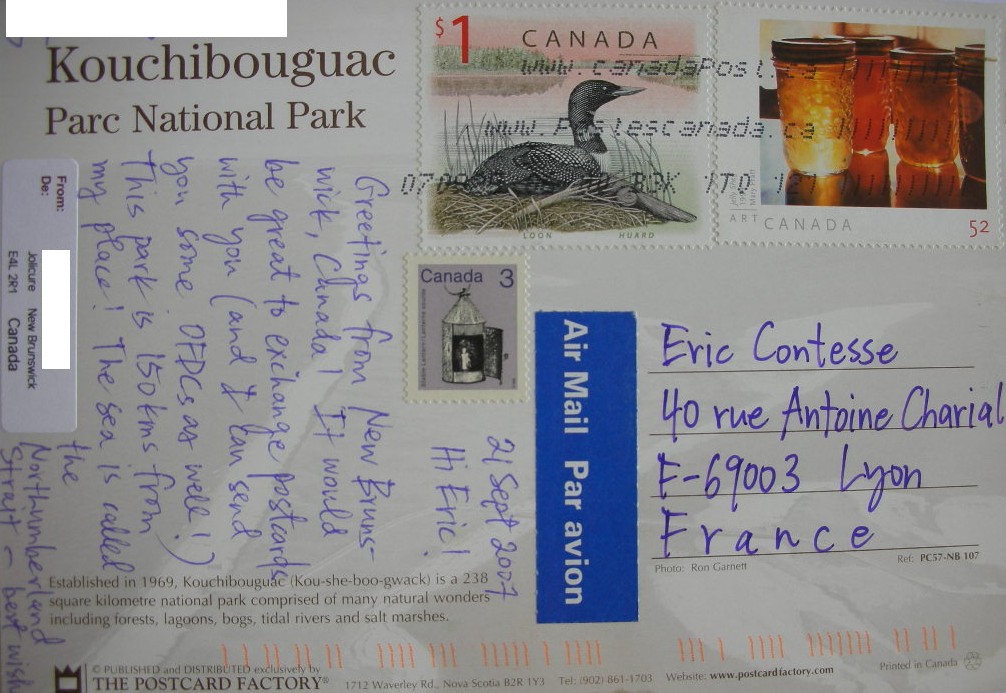 Kouchibouguac
Parc National Park
$1
CANADA
LOON HUARD
ART CANADA
52
www.canadapost.ca
www.postescanada.ca
B3K 1T0
Canada 3
From:
De:
Jolicure New Brunswick
E4L 2R1 Canada
21 Sept 2007
Hi Eric!
Greetings from New Bruns-
wick, Canada! It would
be great to exchange postcards
with you (and I can send
you some OFDCs as well!)
This park is 150 kms from
my place! The sea is called
the
Northumberland
Strait - best wish
Air Mail Par avion
Eric Contesse
40 rue Antoine Charial
F-69003 Lyon
France
Photo: Ron Garnett
Ref: PC57-NB 107
Established in 1969, Kouchibouguac (Kou-she-boo-gwack) is a 238
square kilometre national park comprised of many natural wonders
including forests, lagoons, bogs, tidal rivers and salt marshes.
© PUBLISHED and DISTRIBUTED exclusively by
THE POSTCARD FACTORY® 1712 Waverley Rd., Nova Scotia B2R 1Y3 Tel: (902) 861-1703 Website: www.postcardfactory.com
Printed in Canada